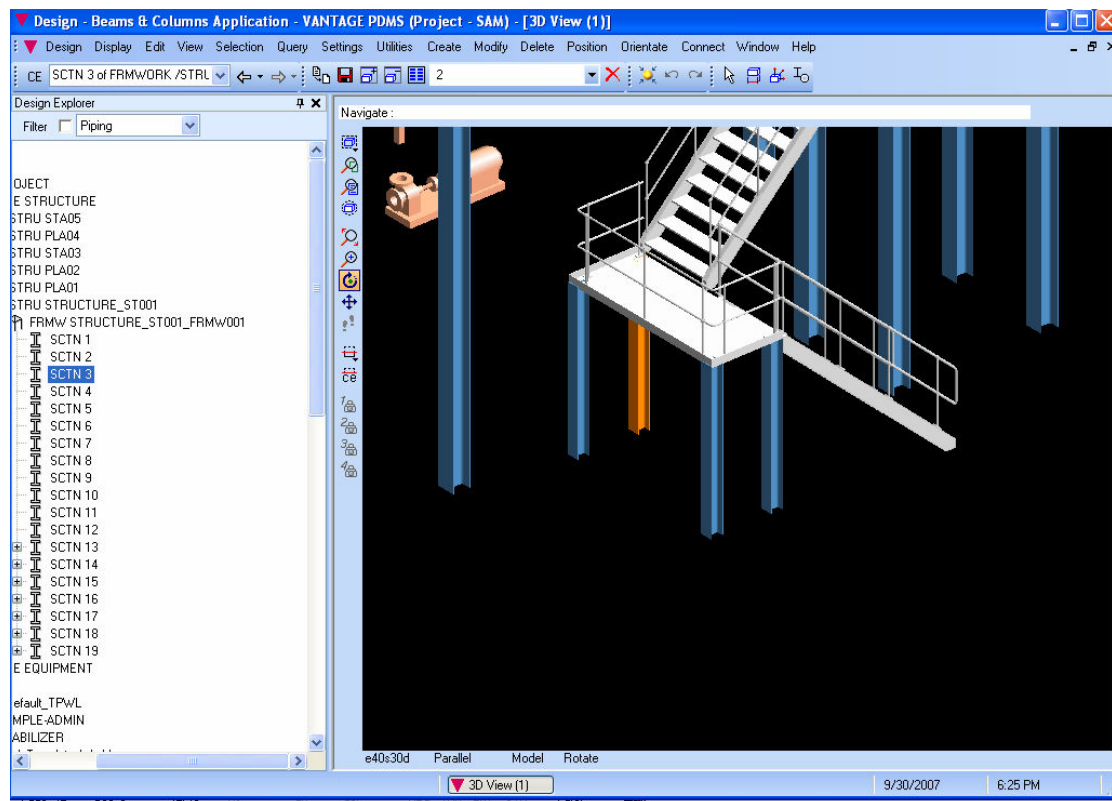 Design - Beams & Columns Application - VANTAGE PDMS (Project - SAM) - [3D View (1)]
Design Display Edit View Selection Query Settings Utilities Create Modify Delete Position Orientate Connect Window Help
CE SCTN 3 of FRMWORK /STRL 2
Design Explorer
Navigate :
Filter Piping
OJECT
E STRUCTURE
STRU STA05
STRU PLA04
STRU STA03
STRU PLA02
STRU PLA01
STRU STRUCTURE_ST001
FRMW STRUCTURE_ST001_FRMW001
SCTN 1
SCTN 2
SCTN 3
SCTN 4
SCTN 5
SCTN 6
SCTN 7
SCTN 8
SCTN 9
SCTN 10
SCTN 11
SCTN 12
SCTN 13
SCTN 14
SCTN 15
SCTN 16
SCTN 17
SCTN 18
SCTN 19
E EQUIPMENT
efault_TPWL
MPLE-ADMIN
ABILIZER
ce
1
2
3
4
e40s30d Parallel Model Rotate
3D View (1)
9/30/2007 6:25 PM